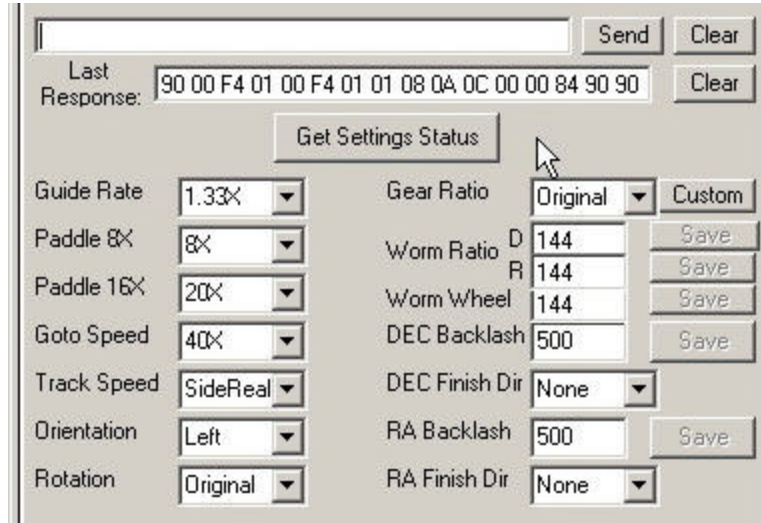 Send Clear
Last Response: 90 00 F4 01 00 F4 01 01 08 0A 0C 00 00 84 90 90 Clear
Get Settings Status
Guide Rate 1.33X Gear Ratio Original Custom
Paddle 8X 8X Worm Ratio D 144 Save
R 144 Save
Paddle 16X 20X Worm Wheel 144 Save
Goto Speed 40X DEC Backlash 500 Save
Track Speed SideReal DEC Finish Dir None
Orientation Left RA Backlash 500 Save
Rotation Original RA Finish Dir None